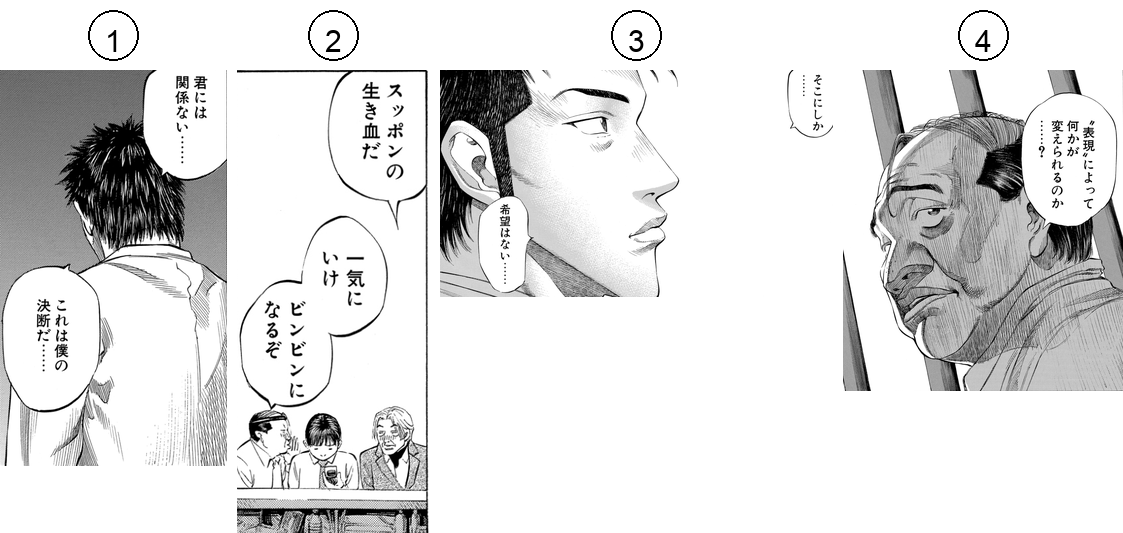 1
君には
関係ない……
これは僕の
決断だ……
2
スッポンの
生き血だ
一気に
いけ
ビンビンに
なるぞ
3
希望はない……
4
〝表現〟によって
何かが
変えられるのか
……？
そこにしか
……